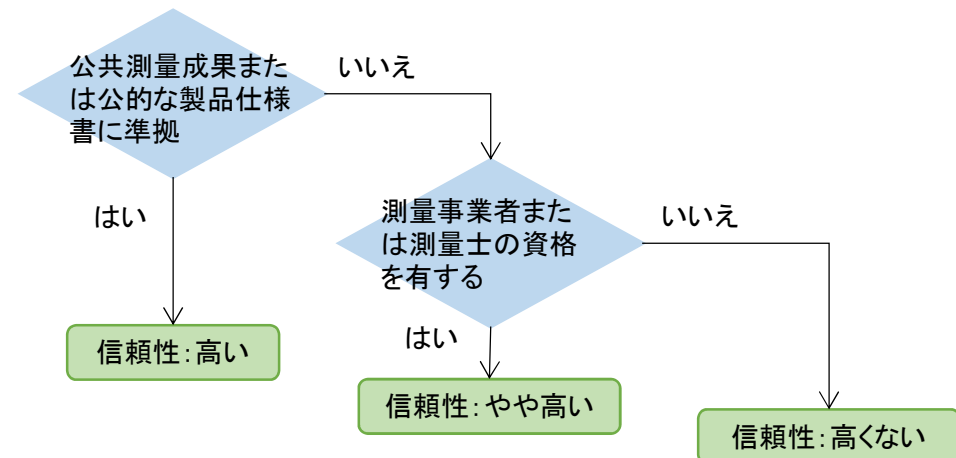 公共測量成果また
は公的な製品仕様
書に準拠
いいえ
はい
測量事業者また
は測量士の資格
を有する
いいえ
信頼性：高い
はい
信頼性：やや高い
信頼性：高くない